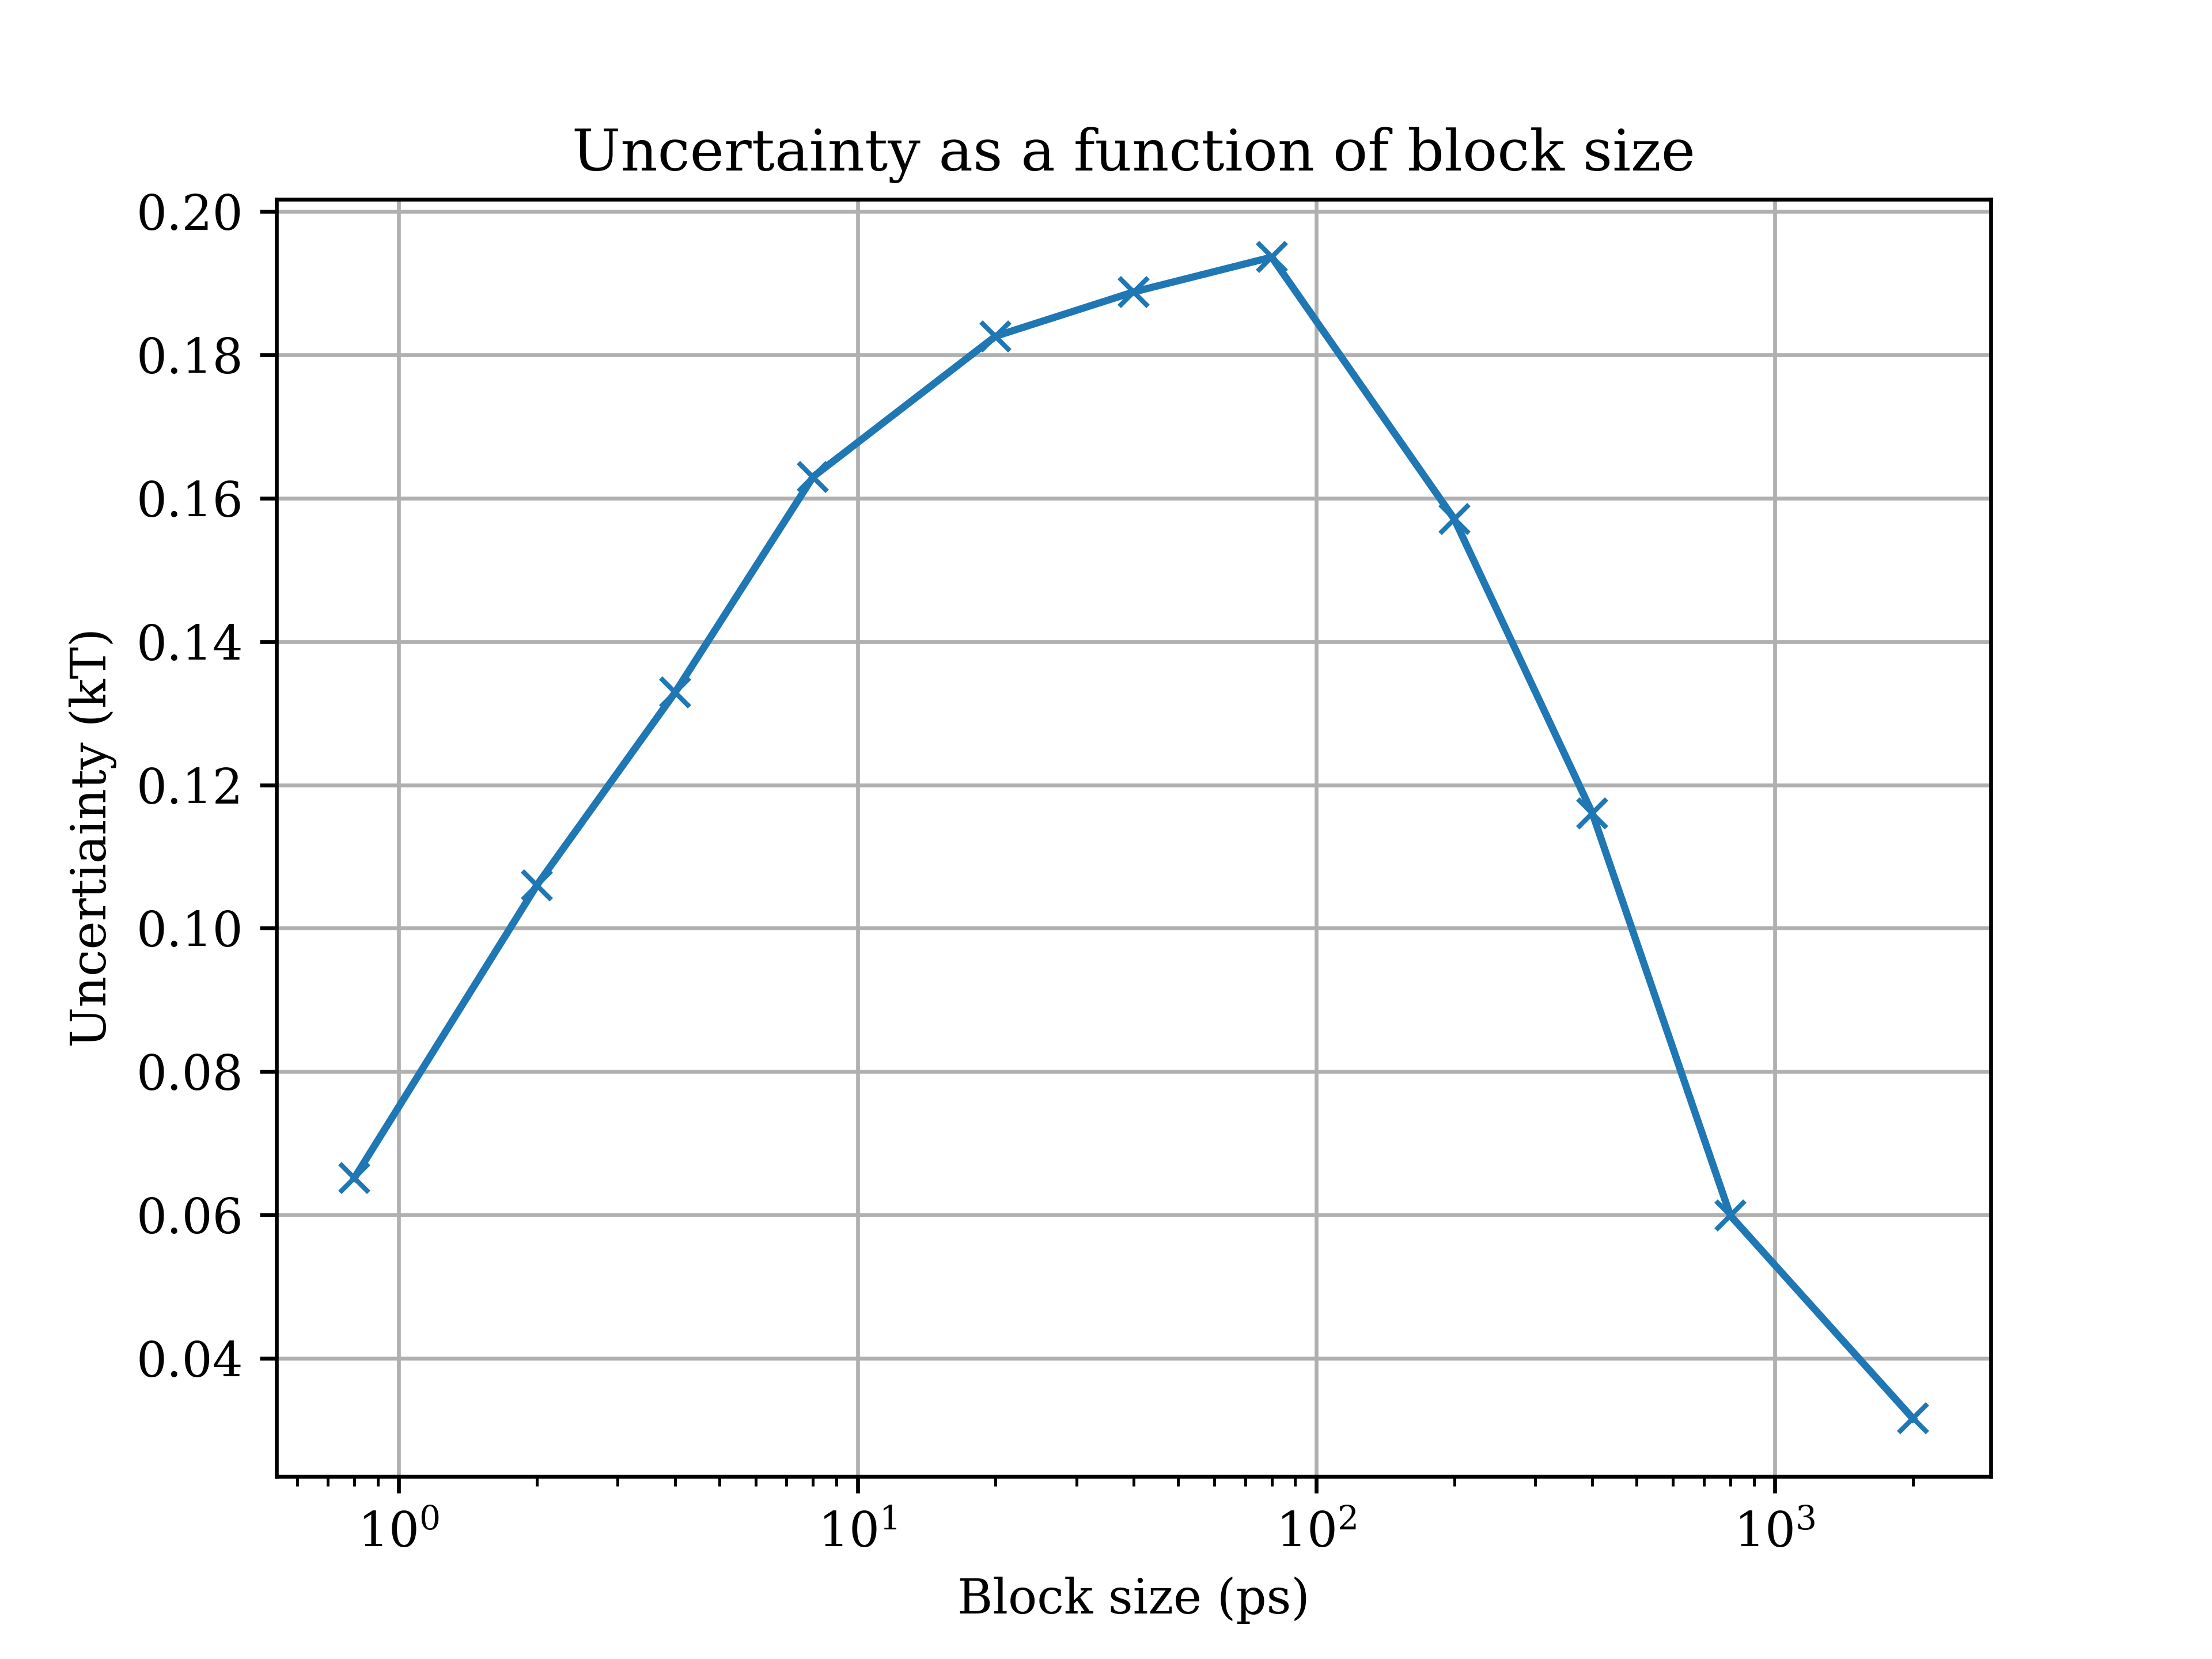 Uncertainty as a function of block size
0.20
0.18
0.16
0.14
0.12
0.10
0.08
0.06
0.04
Uncertiainty (kT)
10⁰ 10¹ 10² 10³
Block size (ps)